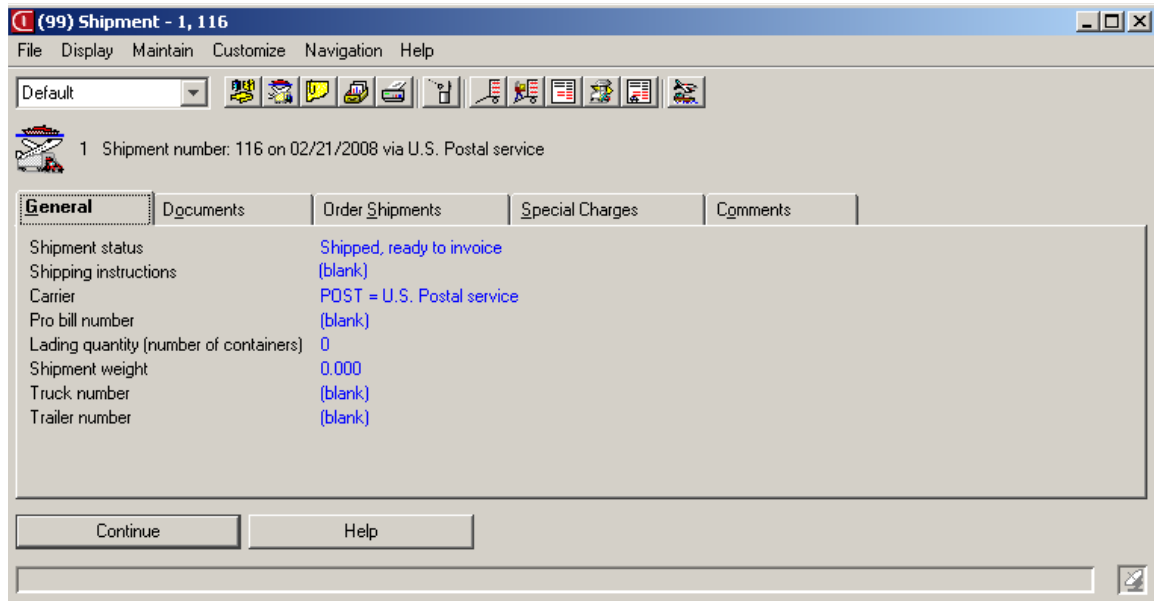 (99) Shipment - 1, 116
File Display Maintain Customize Navigation Help
Default
1 Shipment number: 116 on 02/21/2008 via U.S. Postal service
General Documents Order Shipments Special Charges Comments
Shipment status Shipped, ready to invoice
Shipping instructions (blank)
Carrier POST = U.S. Postal service
Pro bill number (blank)
Lading quantity (number of containers) 0
Shipment weight 0.000
Truck number (blank)
Trailer number (blank)
Continue Help